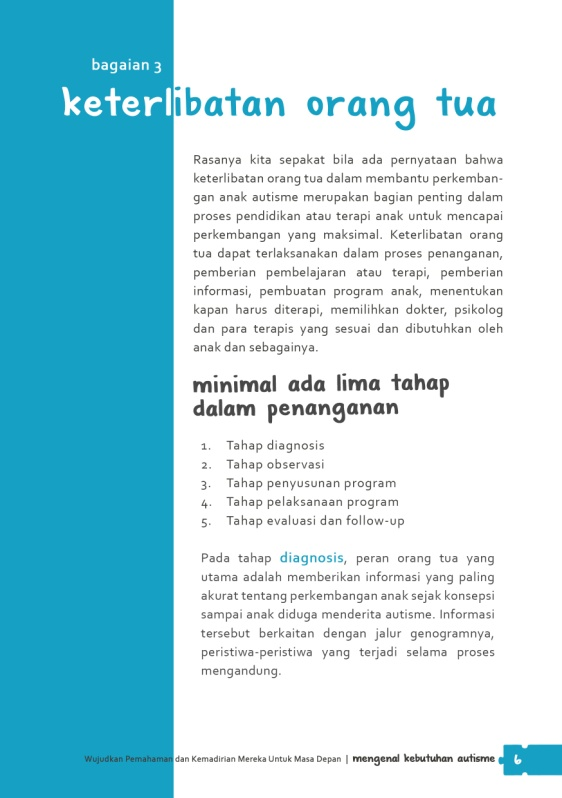 bagaian 3
keterlibatan orang tua
Rasanya kita sepakat bila ada pernyataan bahwa
keterlibatan orang tua dalam membantu perkemban-
gan anak autisme merupakan bagian penting dalam
proses pendidikan atau terapi anak untuk mencapai
perkembangan yang maksimal. Keterlibatan orang
tua dapat terlaksanakan dalam proses penanganan,
pemberian pembelajaran atau terapi, pemberian
informasi, pembuatan program anak, menentukan
kapan harus diterapi, memilihkan dokter, psikolog
dan para terapis yang sesuai dan dibutuhkan oleh
anak dan sebagainya.
minimal ada lima tahap
dalam penanganan
1. Tahap diagnosis
2. Tahap observasi
3. Tahap penyusunan program
4. Tahap pelaksanaan program
5. Tahap evaluasi dan follow-up
Pada tahap diagnosis, peran orang tua yang
utama adalah memberikan informasi yang paling
akurat tentang perkembangan anak sejak konsepsi
sampai anak diduga menderita autisme. Informasi
tersebut berkaitan dengan jalur genogramnya,
peristiwa-peristiwa yang terjadi selama proses
mengandung.
Wujudkan Pemahaman dan Kemadirian Mereka Untuk Masa Depan | mengenal kebutuhan autisme 6